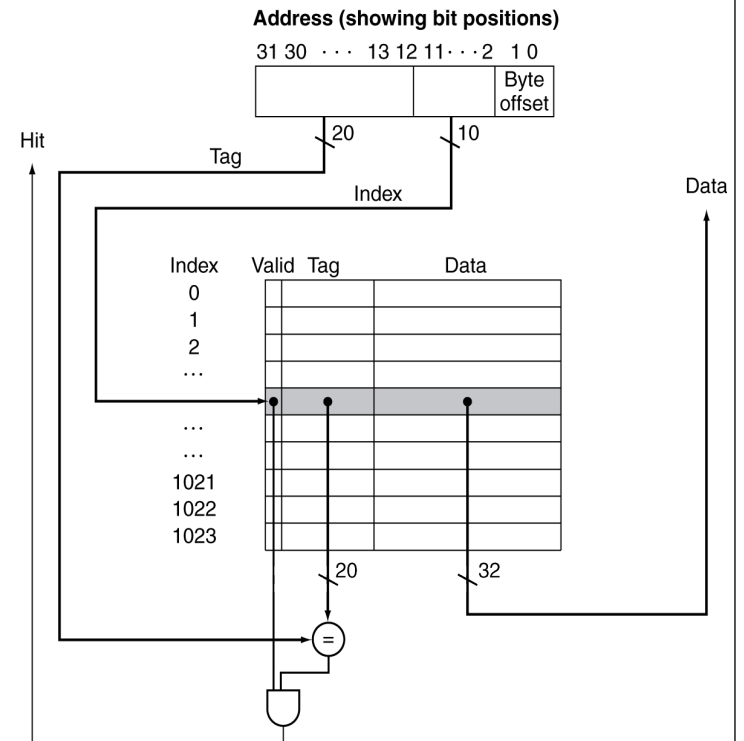 Address (showing bit positions)
31 30 · · · 13 12 11 · · · 2 1 0
Byte
offset
20
10
Hit
Tag
Index
Data
Index Valid Tag Data
0
1
2
...
...
...
1021
1022
1023
20
32
=